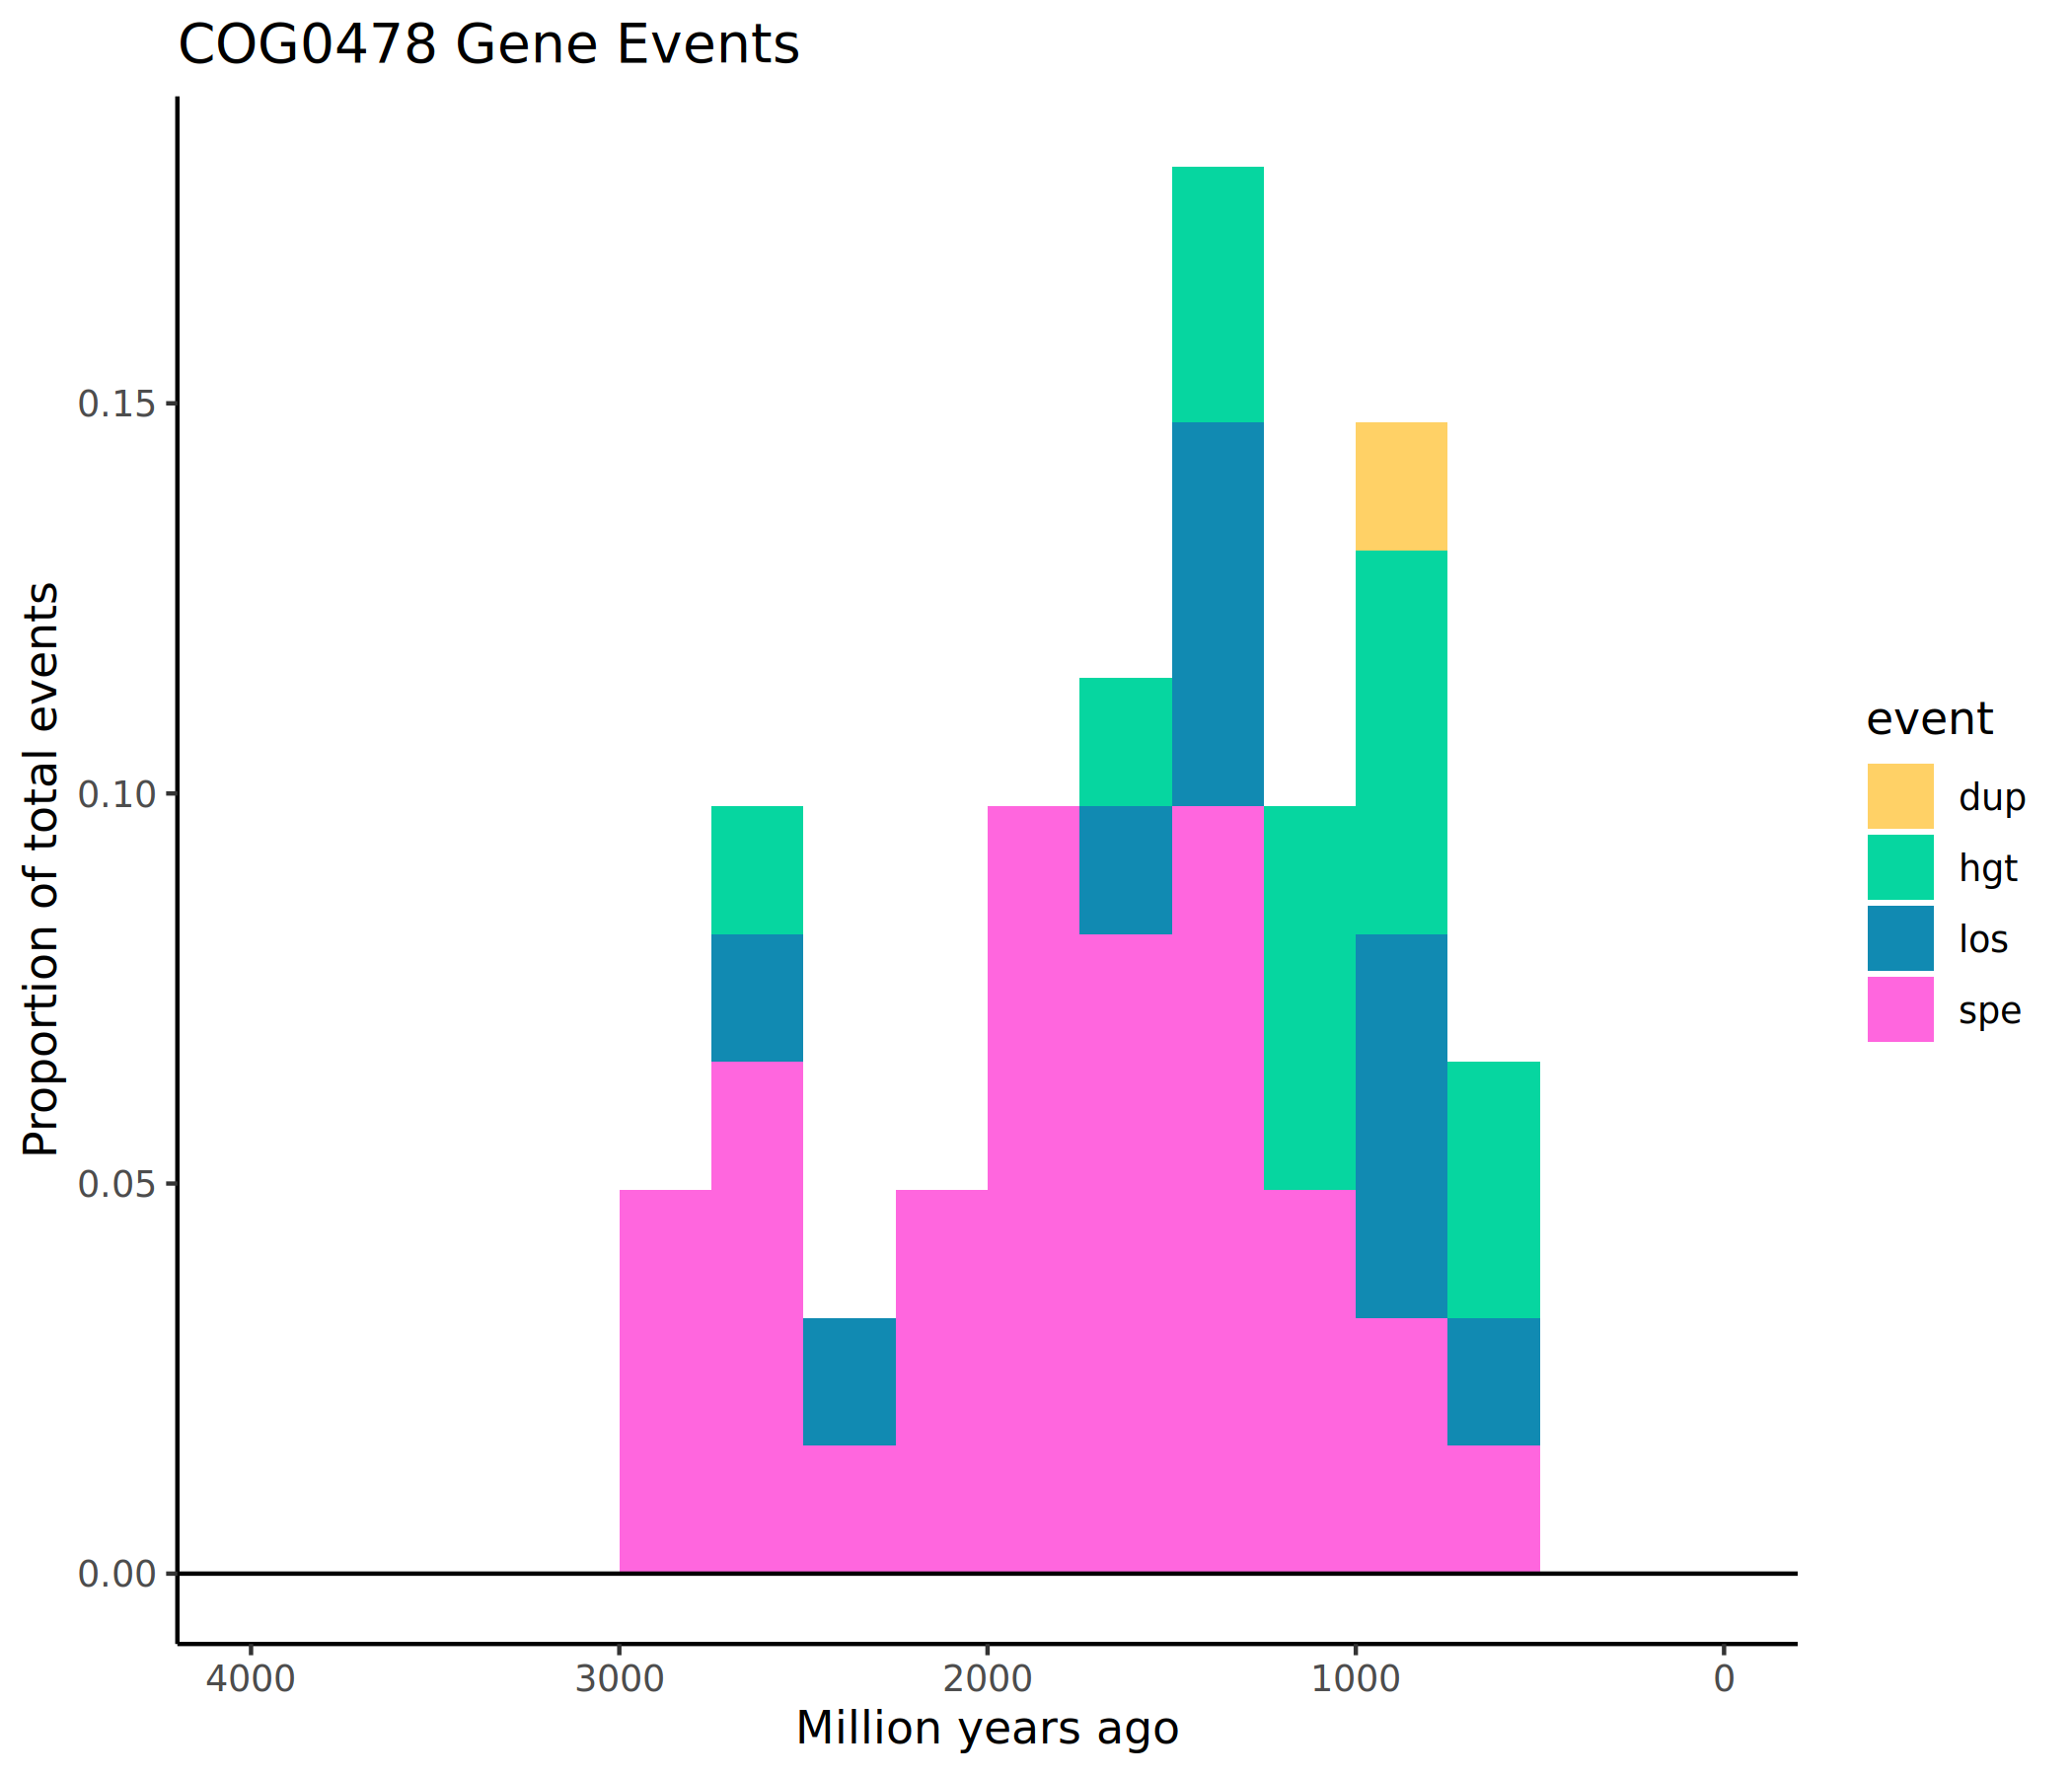 COG0478 Gene Events
Proportion of total events
0.15
0.10
0.05
0.00
4000 3000 2000 1000 0
Million years ago
event
dup
hgt
los
spe